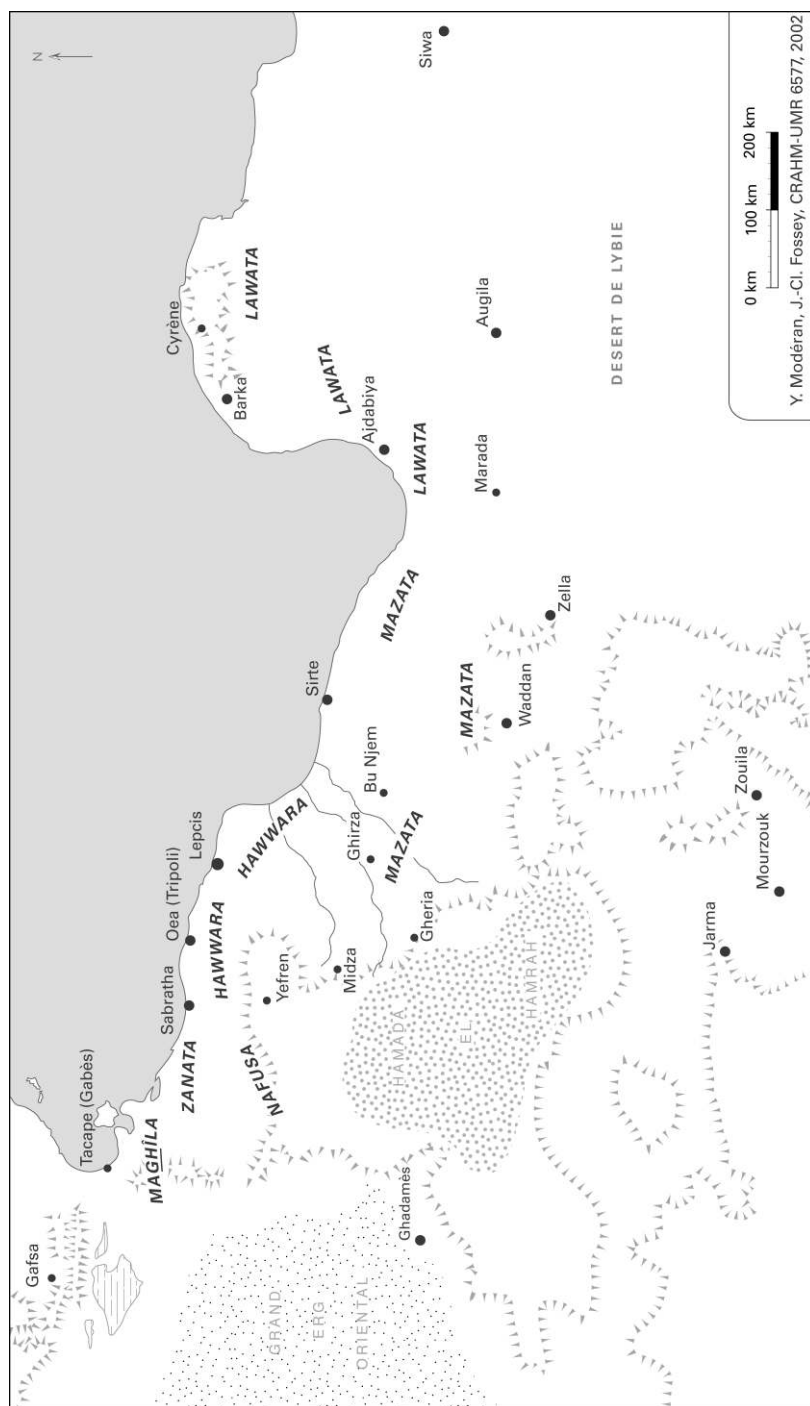 N
Siwa
Cyrène
LAWATA
Barka
LAWATA
Ajdabiya
LAWATA
Augila
Marada
DESERT DE LYBIE
MAZATA
Sirte
Zella
MAZATA
Waddan
Bu Njem
Lepcis
HAWWARA
Ghirza
MAZATA
Oea (Tripoli)
HAWWARA
Gheria
Zouila
Mourzouk
Sabratha
Yefren
Midza
Jarma
HAMADA
EL
HAMRAH
ZANATA
NAFUSA
Tacape (Gabès)
MAGHÎLA
Ghadamès
Gafsa
GRAND
ERG
ORIENTAL
0 km 100 km 200 km
Y. Modéran, J.-Cl. Fossey, CRAHM-UMR 6577, 2002